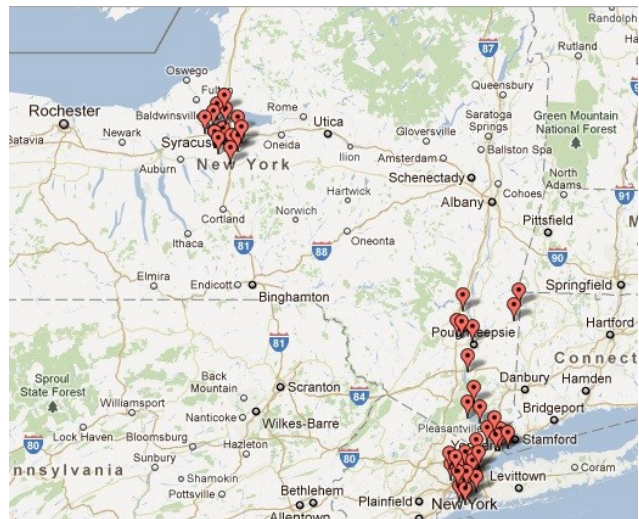 Randolph
87
Rutland
Oswego
Fulton
Queensbury
Rochester
Baldwinsville
Rome
Saratoga
Springs
Green Mountain
National Forest
Newark
Utica
Gloversville
Batavia
Syracuse
Oneida
Ilion
Amsterdam
Ballston Spa
Auburn
New York
North
Adams
Schenectady
Cohoes
91
Hartwick
Albany
Cortland
Norwich
Pittsfield
M
Ithaca
81
88
Oneonta
90
Elmira
Endicott
Binghamton
Springfield
Hartford
81
Poughkeepsie
Connect
Sproul
State Forest
Back
Mountain
Scranton
84
Danbury
Hamden
Williamsport
Nanticoke
Wilkes-Barre
Bridgeport
Pleasantville
80
Lock Haven
Bloomsburg
Hazleton
Stamford
80
nnsylvania
Sunbury
Shamokin
Levittown
Coram
Pottsville
Bethlehem
Plainfield
New York
Allentown